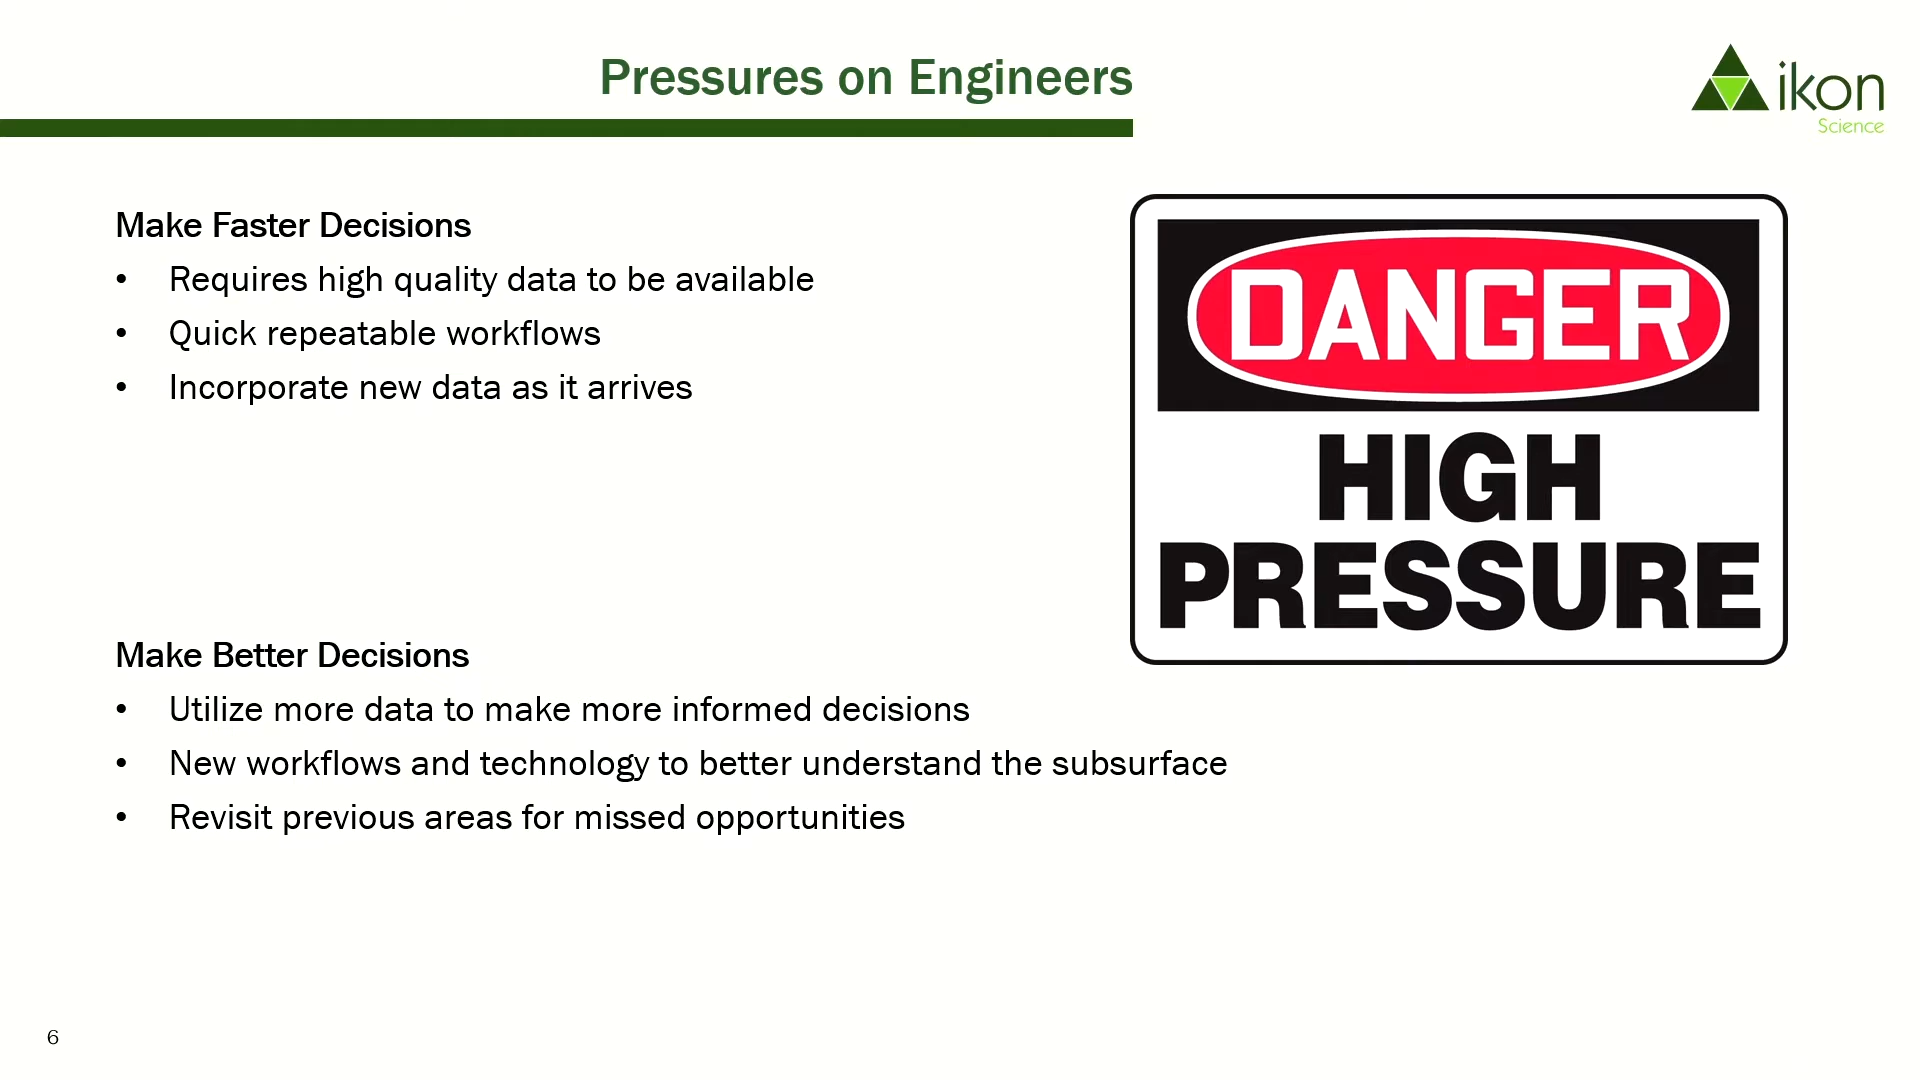 Pressures on Engineers
ikon
Science
Make Faster Decisions
• Requires high quality data to be available
• Quick repeatable workflows
• Incorporate new data as it arrives
DANGER
HIGH
PRESSURE
Make Better Decisions
• Utilize more data to make more informed decisions
• New workflows and technology to better understand the subsurface
• Revisit previous areas for missed opportunities
6